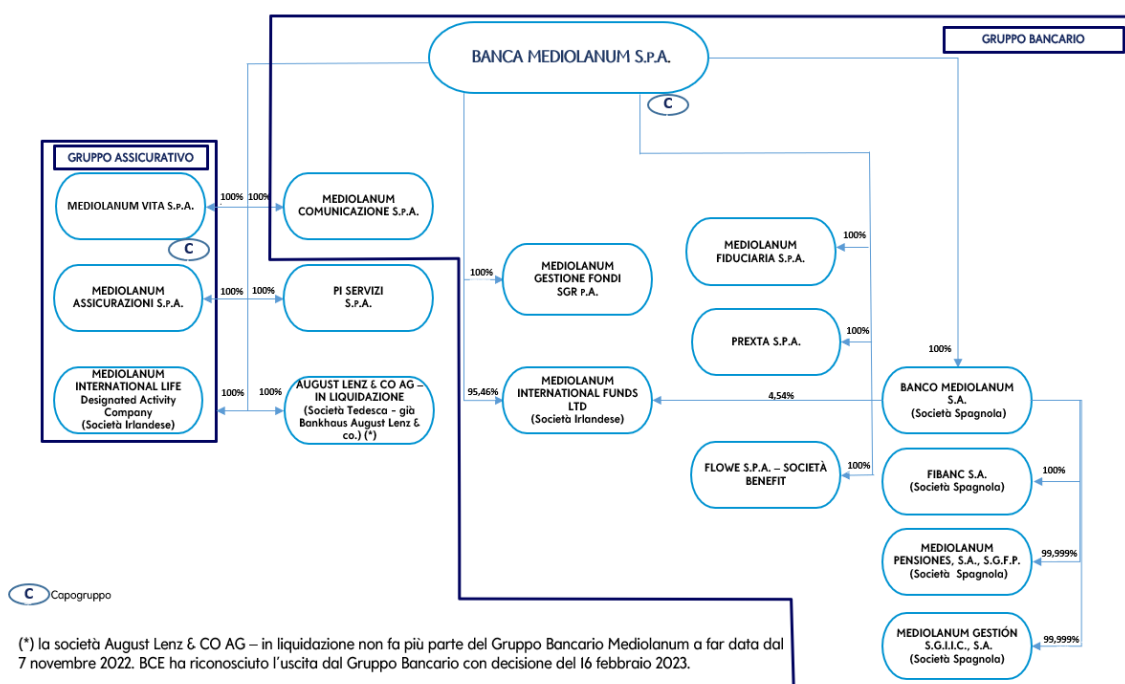 BANCA MEDIOLANUM S.P.A.
GRUPPO BANCARIO
C
GRUPPO ASSICURATIVO
MEDIOLANUM VITA S.P.A.
C
100%
100%
MEDIOLANUM
COMUNICAZIONE S.P.A.
MEDIOLANUM
ASSICURAZIONI S.P.A.
100%
100%
PI SERVIZI
S.P.A.
MEDIOLANUM
INTERNATIONAL LIFE
Designated Activity
Company
(Società Irlandese)
100%
100%
AUGUST LENZ & CO AG –
IN LIQUIDAZIONE
(Società Tedesca – già
Bankhaus August Lenz &
co.) (*)
100%
MEDIOLANUM
GESTIONE FONDI
SGR P.A.
95,46%
MEDIOLANUM
INTERNATIONAL FUNDS
LTD
(Società Irlandese)
4,54%
MEDIOLANUM
FIDUCIARIA S.P.A.
100%
PREXTA S.P.A.
100%
FLOWE S.P.A. – SOCIETÀ
BENEFIT
100%
100%
BANCO MEDIOLANUM
S.A.
(Società Spagnola)
FIBANC S.A.
(Società Spagnola)
100%
MEDIOLANUM
PENSIONES, S.A., S.G.F.P.
(Società Spagnola)
99,999%
MEDIOLANUM GESTIÓN
S.G.I.I.C., S.A.
(Società Spagnola)
99,999%
C Capogruppo
(*) la società August Lenz & CO AG – in liquidazione non fa più parte del Gruppo Bancario Mediolanum a far data dal
7 novembre 2022. BCE ha riconosciuto l'uscita dal Gruppo Bancario con decisione del 16 febbraio 2023.